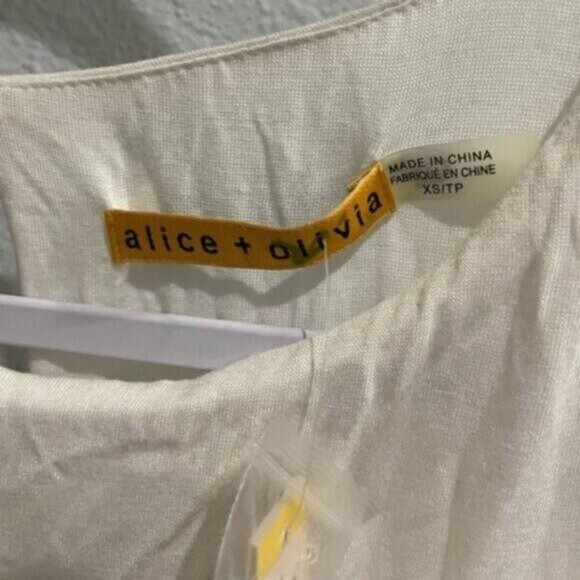 alice + olivia
MADE IN CHINA
FABRIQUÉ EN CHINE
XS/TP